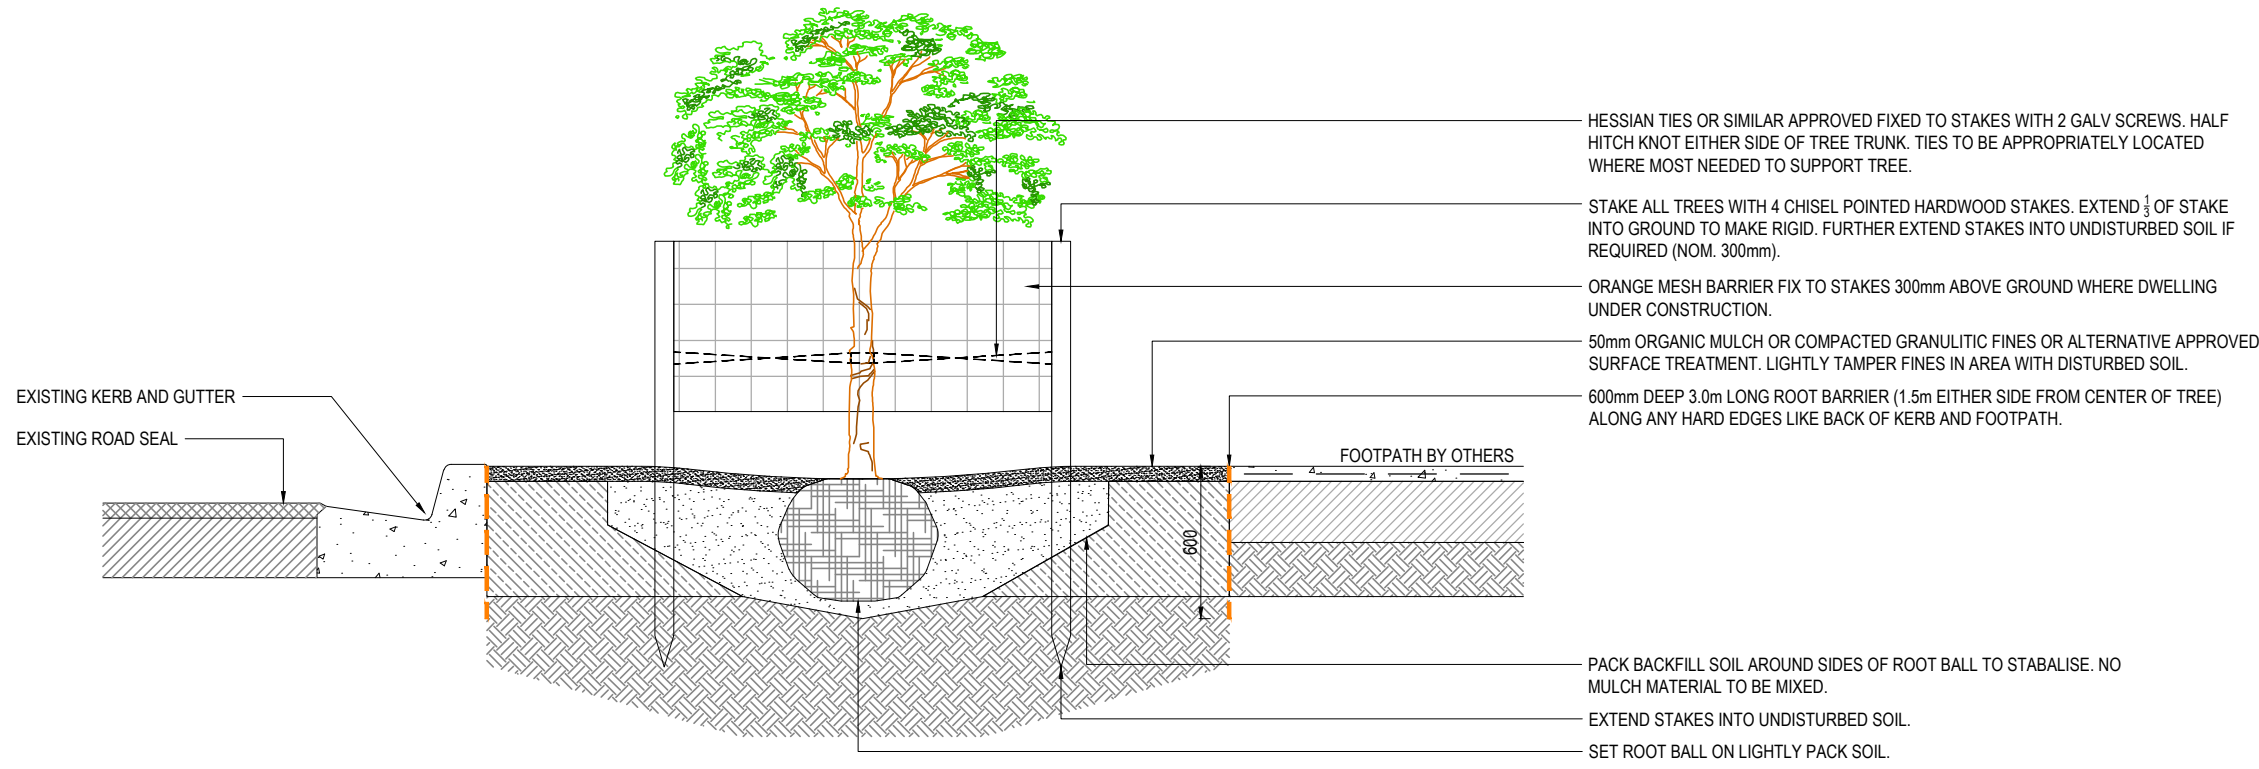 HESSIAN TIES OR SIMILAR APPROVED FIXED TO STAKES WITH 2 GALV SCREWS. HALF
HITCH KNOT EITHER SIDE OF TREE TRUNK. TIES TO BE APPROPRIATELY LOCATED
WHERE MOST NEEDED TO SUPPORT TREE.
STAKE ALL TREES WITH 4 CHISEL POINTED HARDWOOD STAKES. EXTEND 1/3 OF STAKE
INTO GROUND TO MAKE RIGID. FURTHER EXTEND STAKES INTO UNDISTURBED SOIL IF
REQUIRED (NOM. 300mm).
ORANGE MESH BARRIER FIX TO STAKES 300mm ABOVE GROUND WHERE DWELLING
UNDER CONSTRUCTION.
50mm ORGANIC MULCH OR COMPACTED GRANULITIC FINES OR ALTERNATIVE APPROVED
SURFACE TREATMENT. LIGHTLY TAMPER FINES IN AREA WITH DISTURBED SOIL.
600mm DEEP 3.0m LONG ROOT BARRIER (1.5m EITHER SIDE FROM CENTER OF TREE)
ALONG ANY HARD EDGES LIKE BACK OF KERB AND FOOTPATH.
EXISTING KERB AND GUTTER
EXISTING ROAD SEAL
FOOTPATH BY OTHERS
600
PACK BACKFILL SOIL AROUND SIDES OF ROOT BALL TO STABALISE. NO
MULCH MATERIAL TO BE MIXED.
EXTEND STAKES INTO UNDISTURBED SOIL.
SET ROOT BALL ON LIGHTLY PACK SOIL.